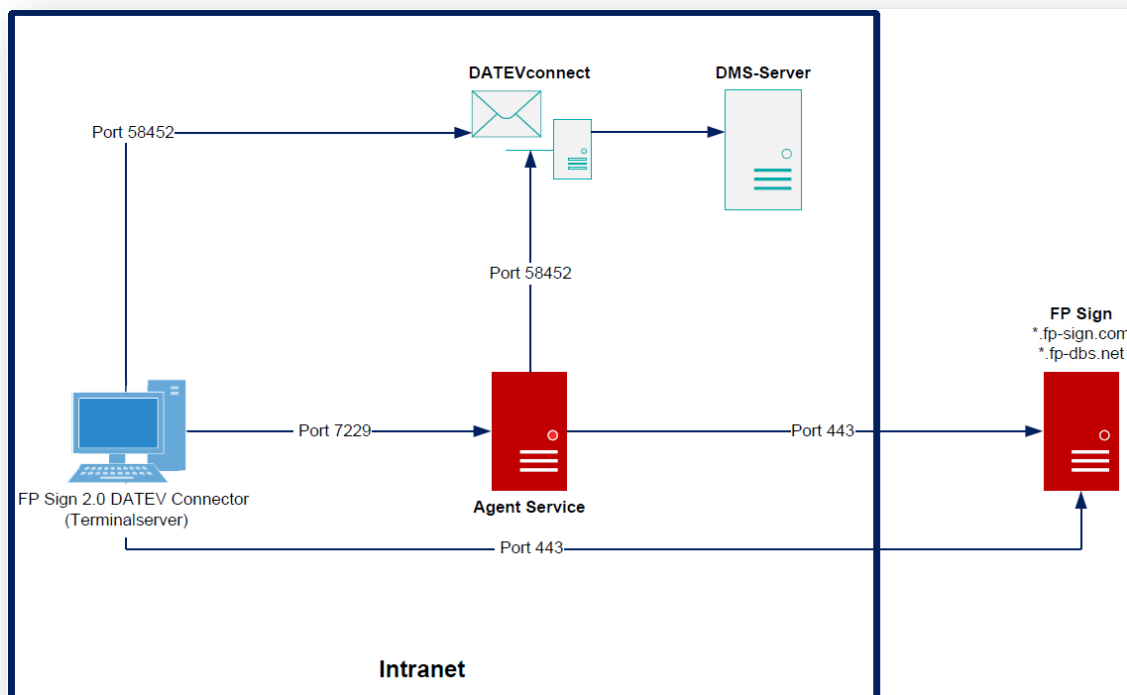 DATEVconnect
DMS-Server
Port 58452
Port 58452
FP Sign
*.fp-sign.com
*.fp-dbs.net
Port 7229
Port 443
FP Sign 2.0 DATEV Connector
(Terminalserver)
Agent Service
Port 443
Intranet